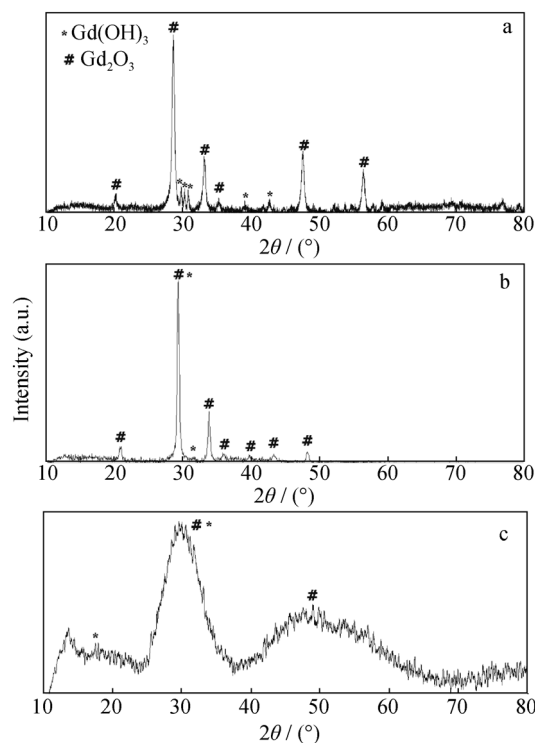 * Gd(OH)₃
# Gd₂O₃
a
# # * * * # # * * # #
10 20 30 40 50 60 70 80
2θ / (°)
Intensity (a.u.)
b
# # * * # # # # # #
10 20 30 40 50 60 70 80
2θ / (°)
c
* # * #
10 20 30 40 50 60 70 80
2θ / (°)